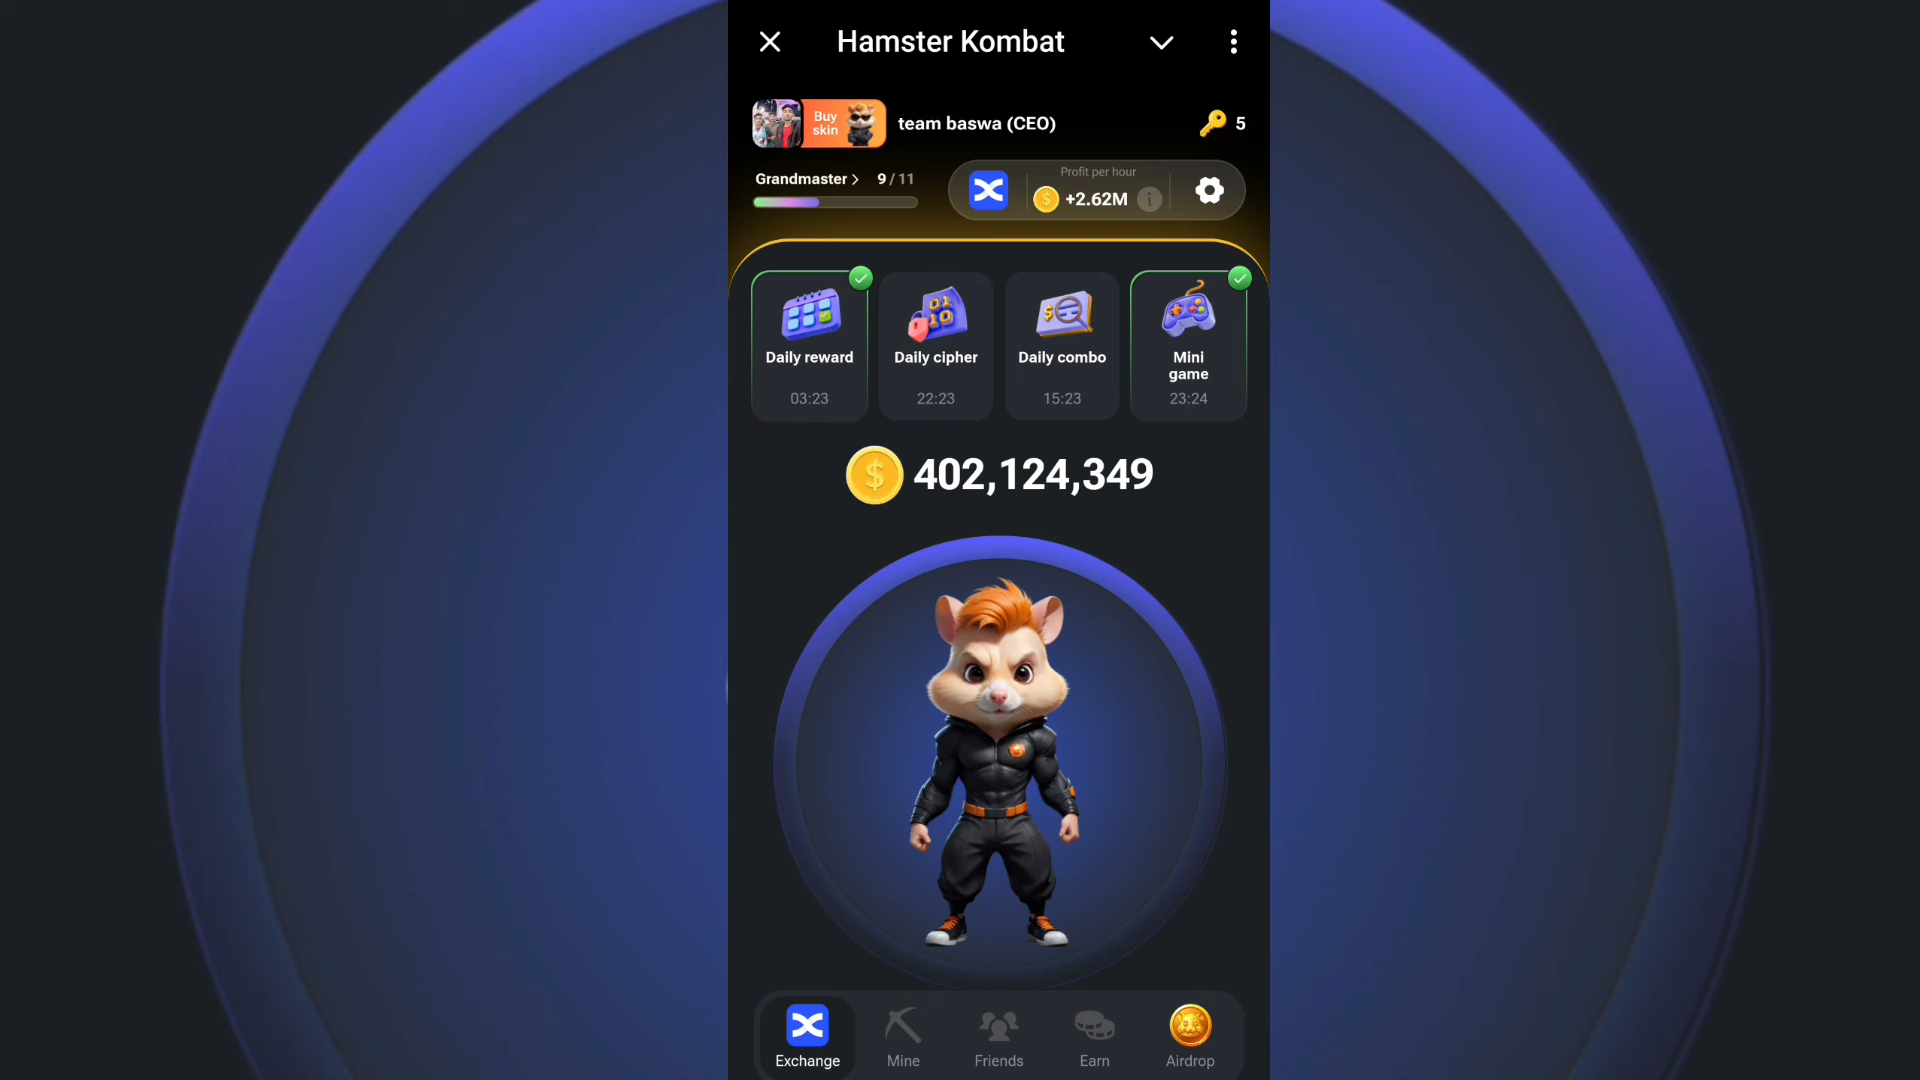 Hamster Kombat
Buy
skin
team baswa (CEO)
5
Grandmaster
9 / 11
Profit per hour
$
+2.62M
i
01
10
$
Daily reward
Daily cipher
Daily combo
Mini
game
03:23
22:23
15:23
23:24
$
402,124,349
Exchange
Mine
Friends
Earn
Airdrop